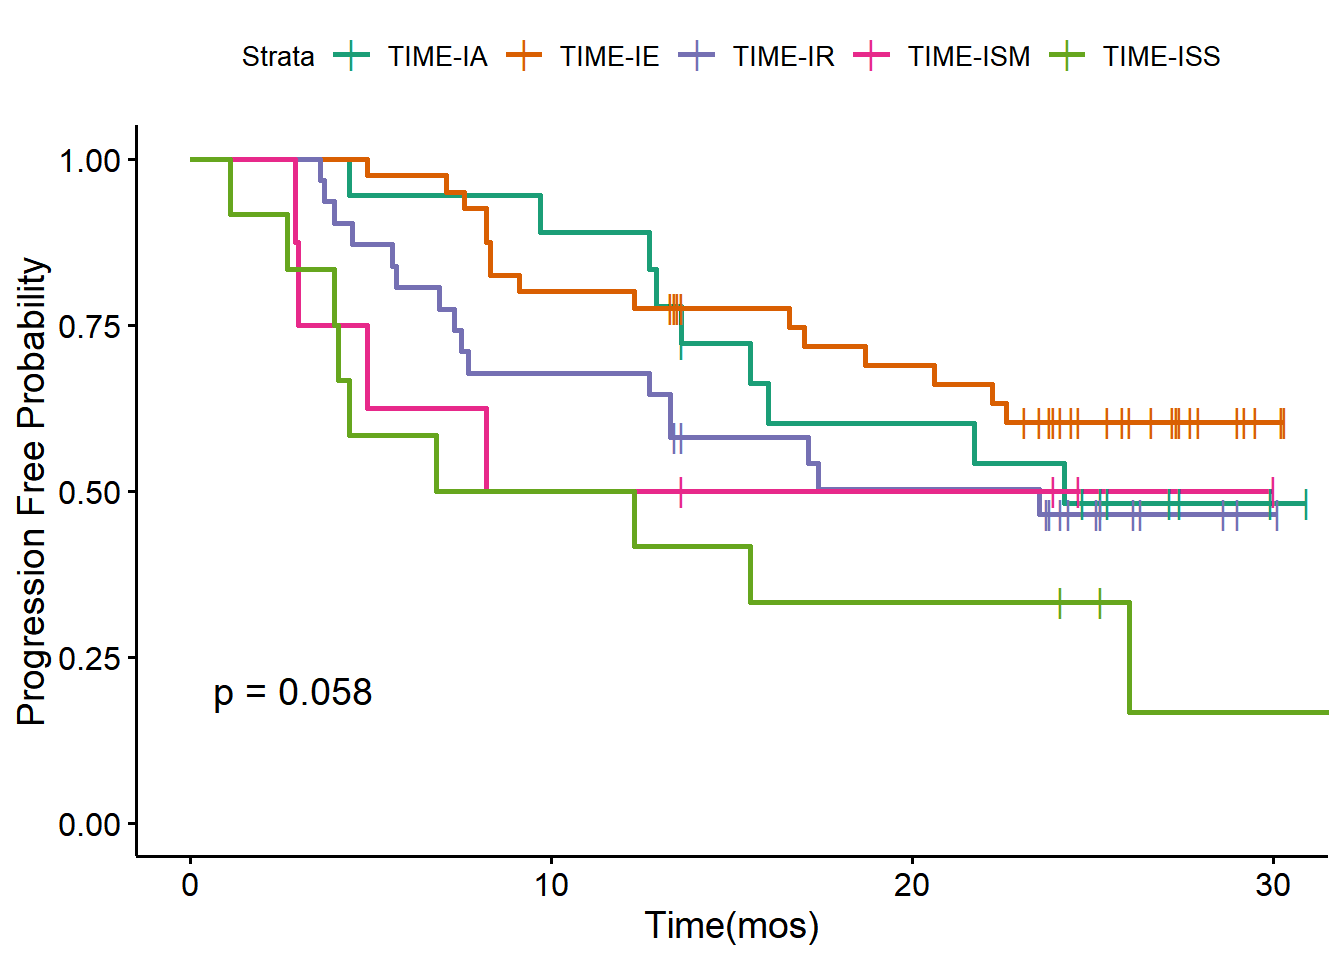 Strata TIME-IA TIME-IE TIME-IR TIME-ISM TIME-ISS
Progression Free Probability
1.00
0.75
0.50
0.25
0.00
p = 0.058
0 10 20 30
Time(mos)